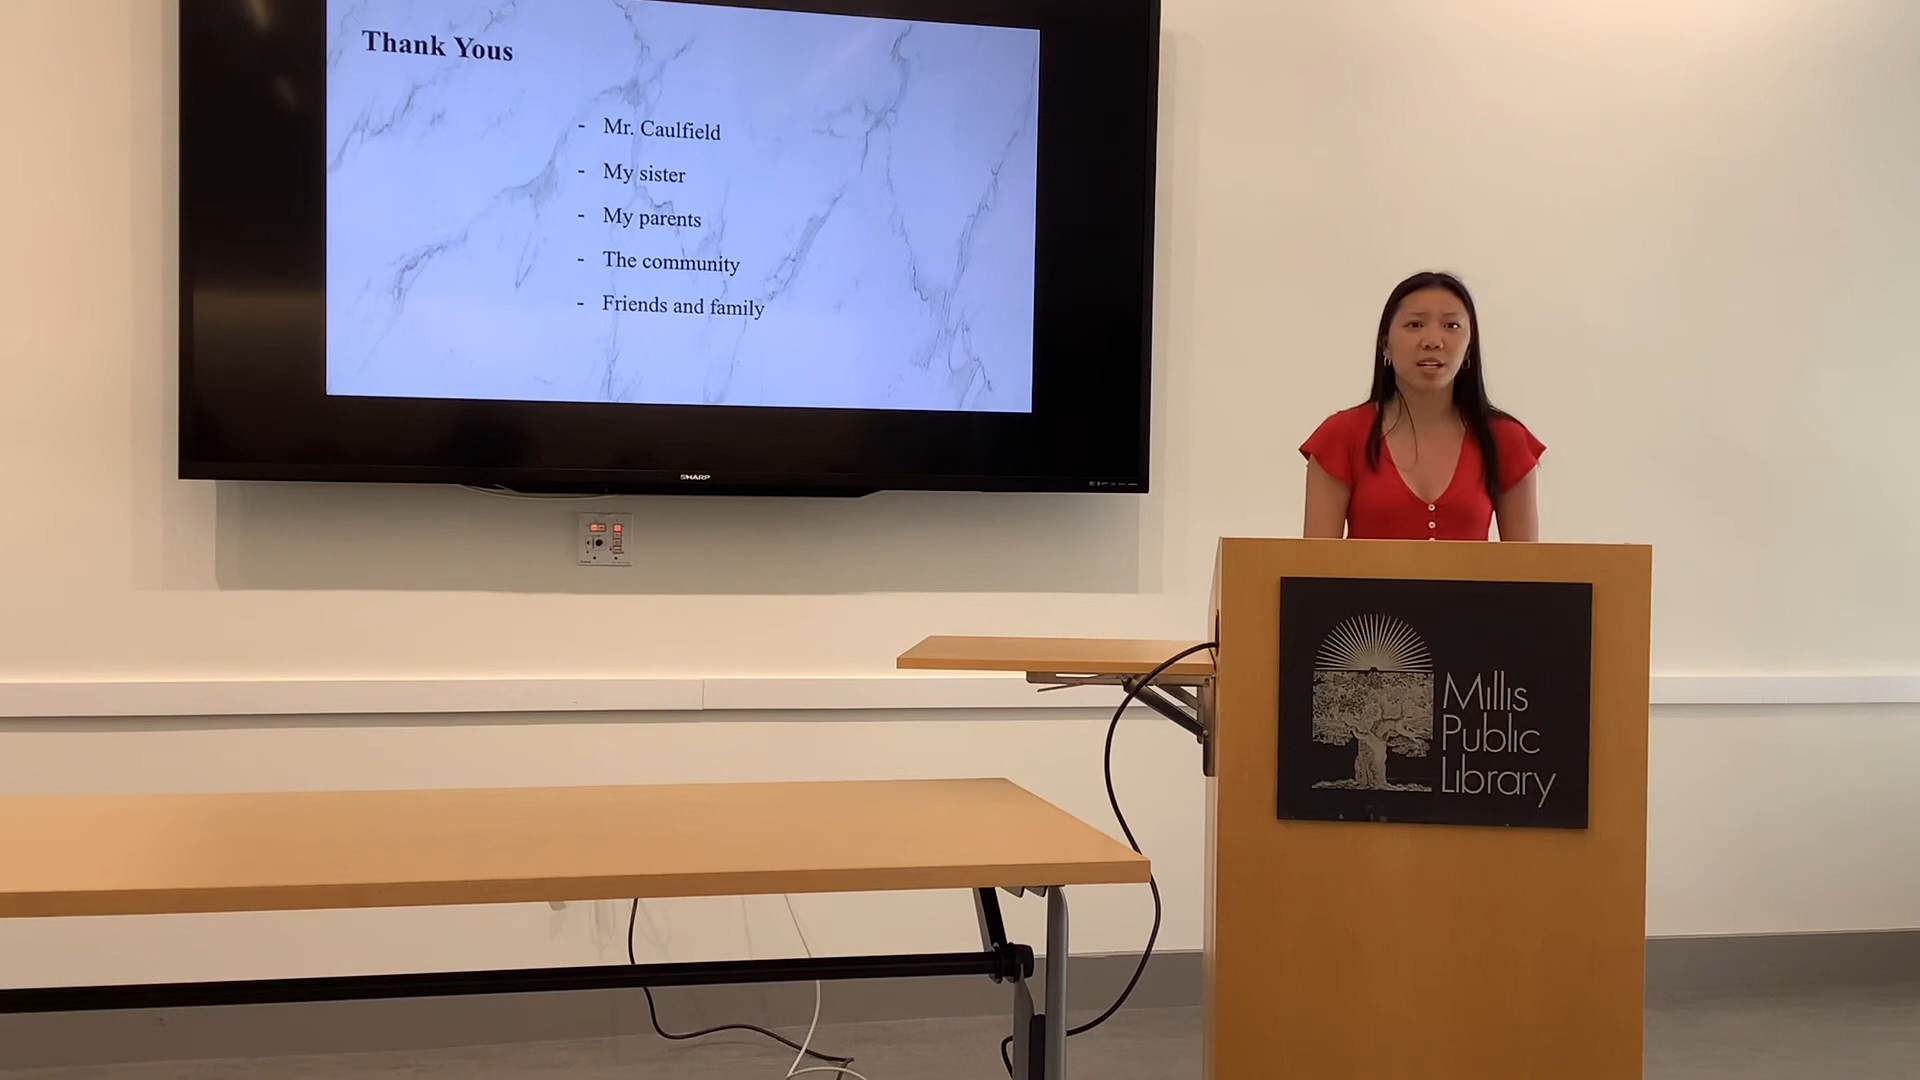 Thank Yous
- Mr. Caulfield
- My sister
- My parents
- The community
- Friends and family
SHARP
Millis
Public
Library